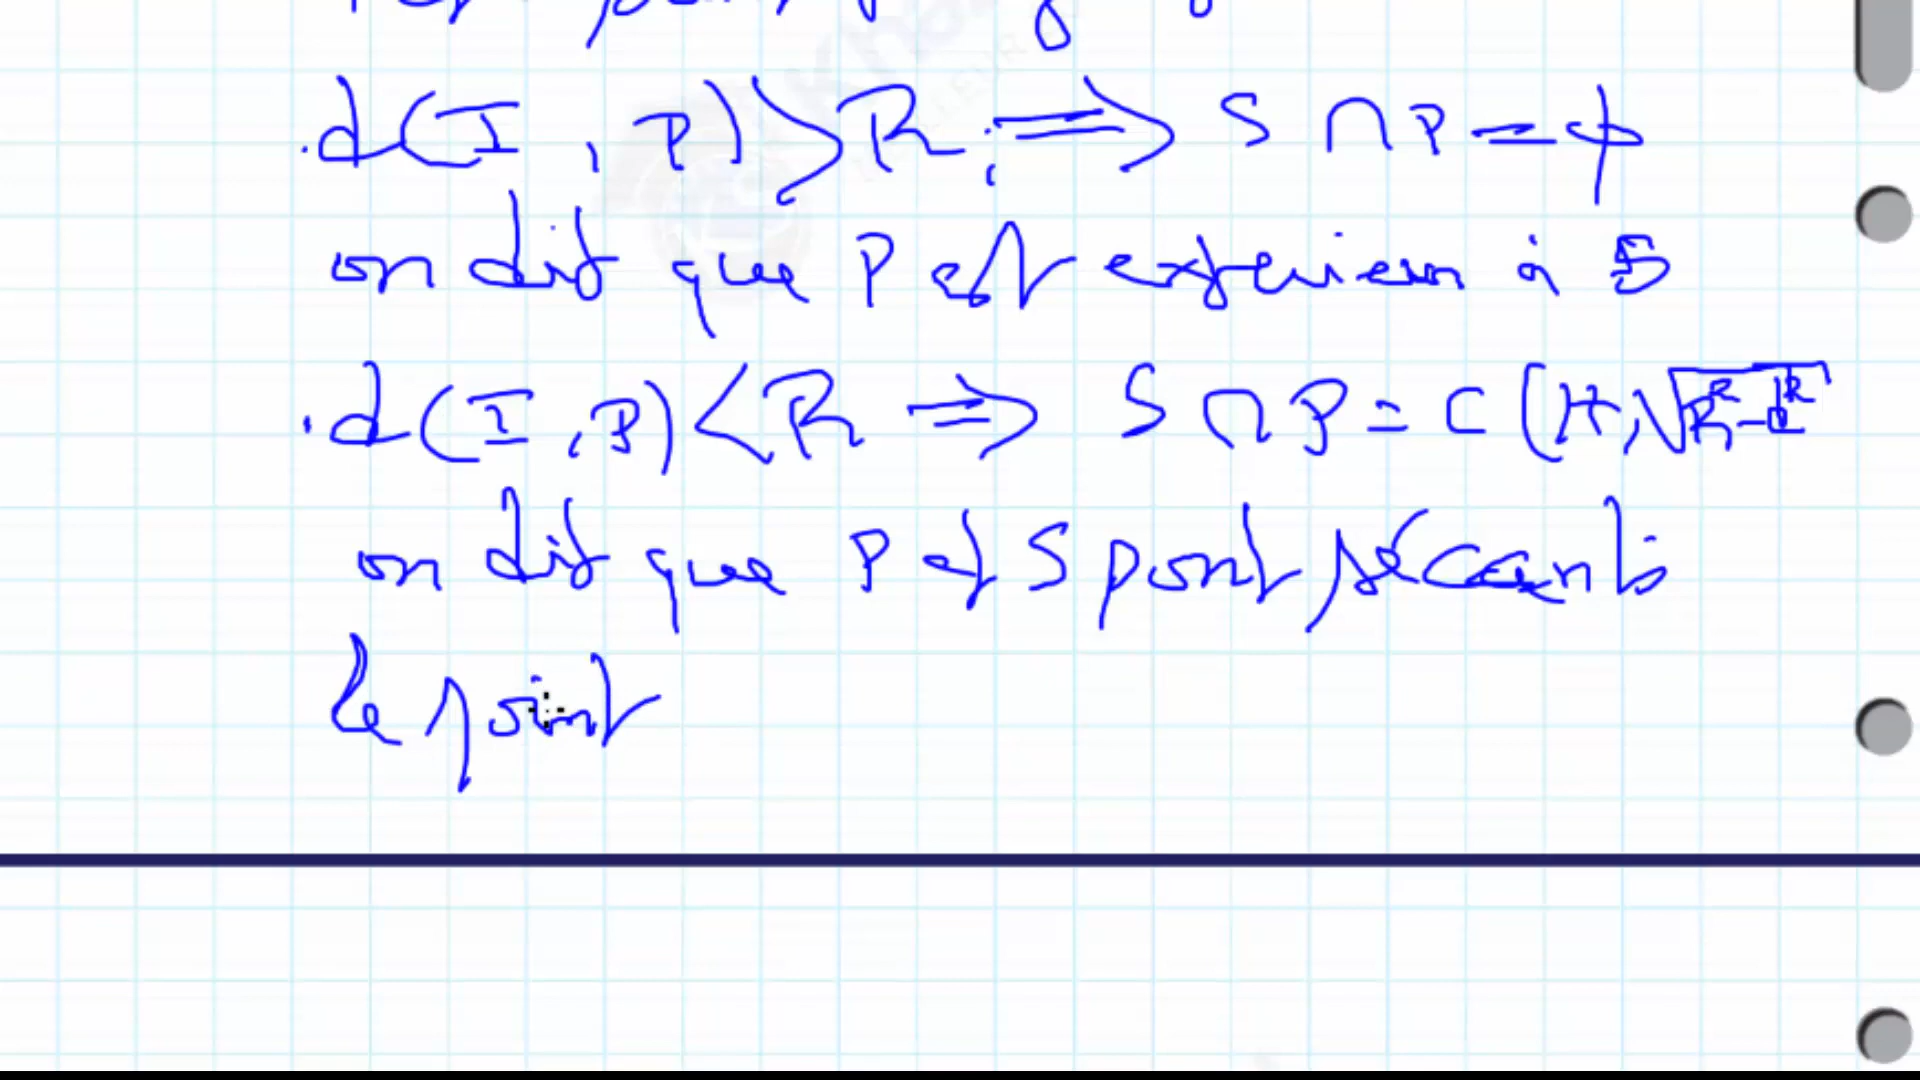 . d(I, P) > R ; ⟹ S ∩ P = ϕ
on dit que P est exterieur à S
. d(I, P) < R ⟹ S ∩ P = C (H, √R²-d²
on dit que P et S sont sécants
le point